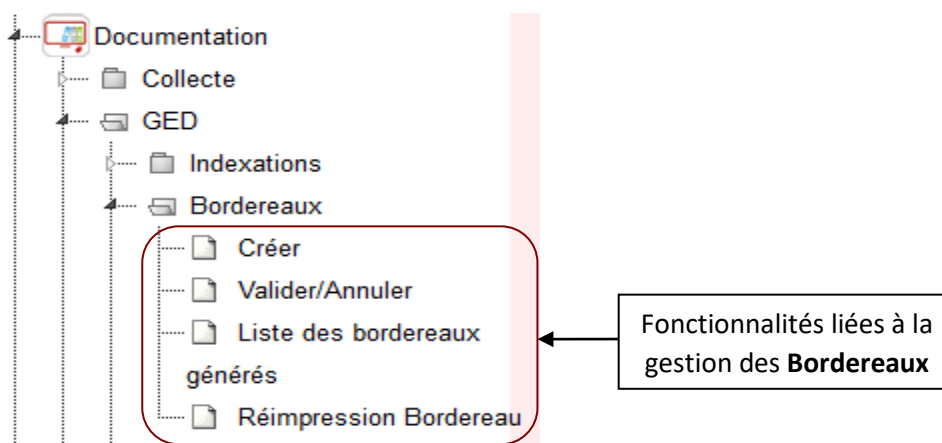 Documentation
Collecte
GED
Indexations
Bordereaux
Créer
Valider/Annuler
Liste des bordereaux
générés
Réimpression Bordereau
Fonctionnalités liées à la
gestion des Bordereaux